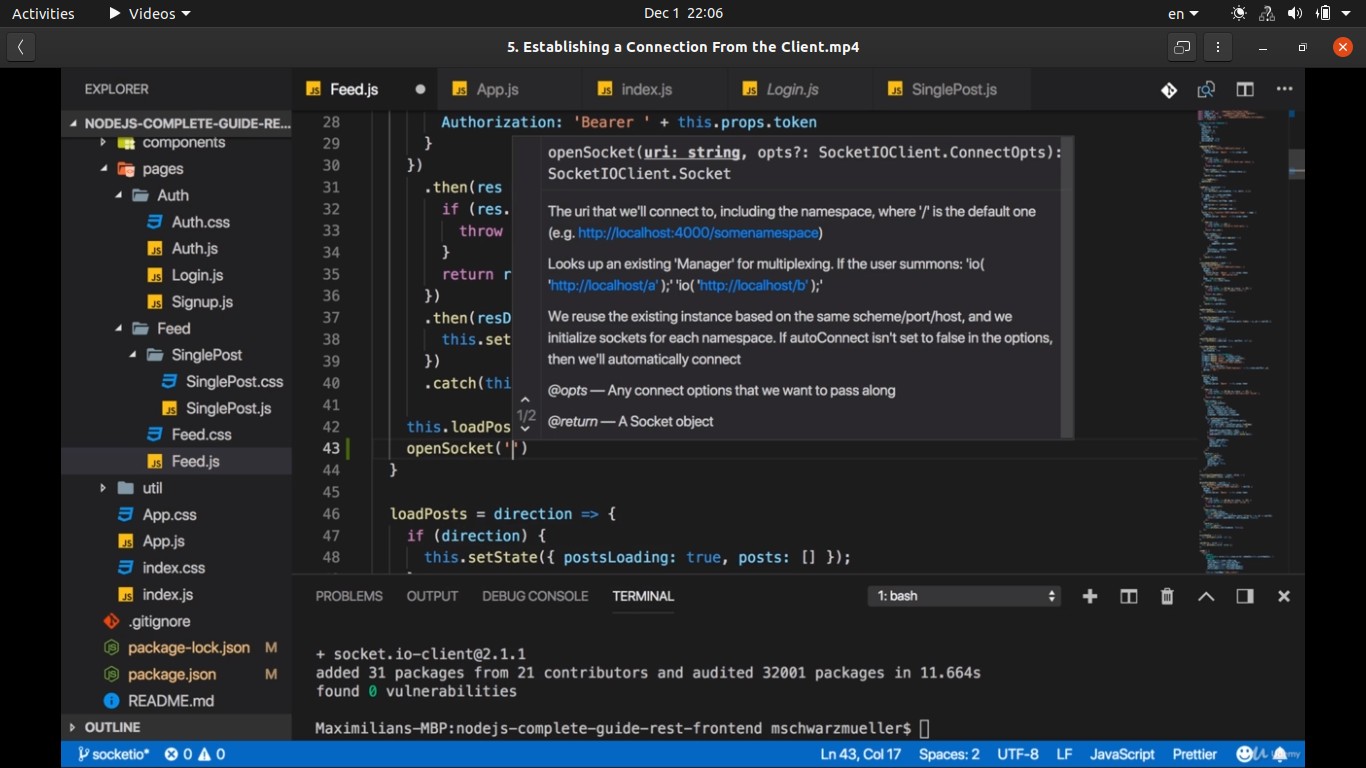 Activities
Videos
Dec 1 22:06
en
5. Establishing a Connection From the Client.mp4
EXPLORER
NODEJS-COMPLETE-GUIDE-RE...
components
pages
Auth
Auth.css
Auth.js
Login.js
Signup.js
Feed
SinglePost
SinglePost.css
SinglePost.js
Feed.css
Feed.js
util
App.css
App.js
index.css
index.js
.gitignore
package-lock.json M
package.json M
README.md
OUTLINE
Feed.js
App.js
index.js
Login.js
SinglePost.js
28 Authorization: 'Bearer ' + this.props.token
29 }
30 })
31 .then(res
32 if (res.
33 throw
34 }
35 return r
36 })
37 .then(resD
38 this.set
39 })
40 .catch(thi
41
42 this.loadPos
43 openSocket('')
44 }
45
46 loadPosts = direction => {
47 if (direction) {
48 this.setState({ postsLoading: true, posts: [] });
openSocket(uri: string, opts?: SocketIOClient.ConnectOpts):
SocketIOClient.Socket
The uri that we'll connect to, including the namespace, where '/' is the default one
(e.g. http://localhost:4000/somenamespace)
Looks up an existing 'Manager' for multiplexing. If the user summons: 'io(
'http://localhost/a' );' 'io( 'http://localhost/b' );'
We reuse the existing instance based on the same scheme/port/host, and we
initialize sockets for each namespace. If autoConnect isn't set to false in the options,
then we'll automatically connect
@opts — Any connect options that we want to pass along
1/2
@return — A Socket object
PROBLEMS OUTPUT DEBUG CONSOLE TERMINAL
1: bash
+ socket.io-client@2.1.1
added 31 packages from 21 contributors and audited 32001 packages in 11.664s
found 0 vulnerabilities
Maximilians-MBP:nodejs-complete-guide-rest-frontend mschwarzmueller$
socketio* 0 0
Ln 43, Col 17 Spaces: 2 UTF-8 LF JavaScript Prettier